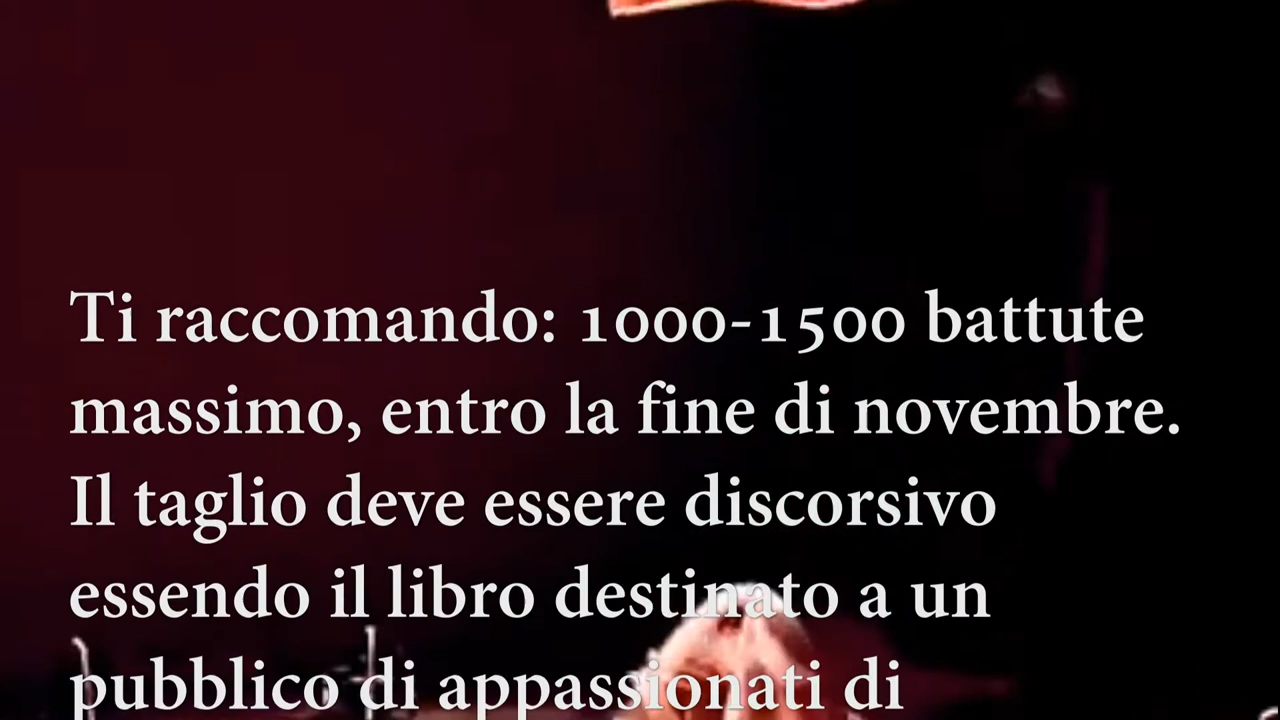 Ti raccomando: 1000-1500 battute
massimo, entro la fine di novembre.
Il taglio deve essere discorsivo
essendo il libro destinato a un
pubblico di appassionati di